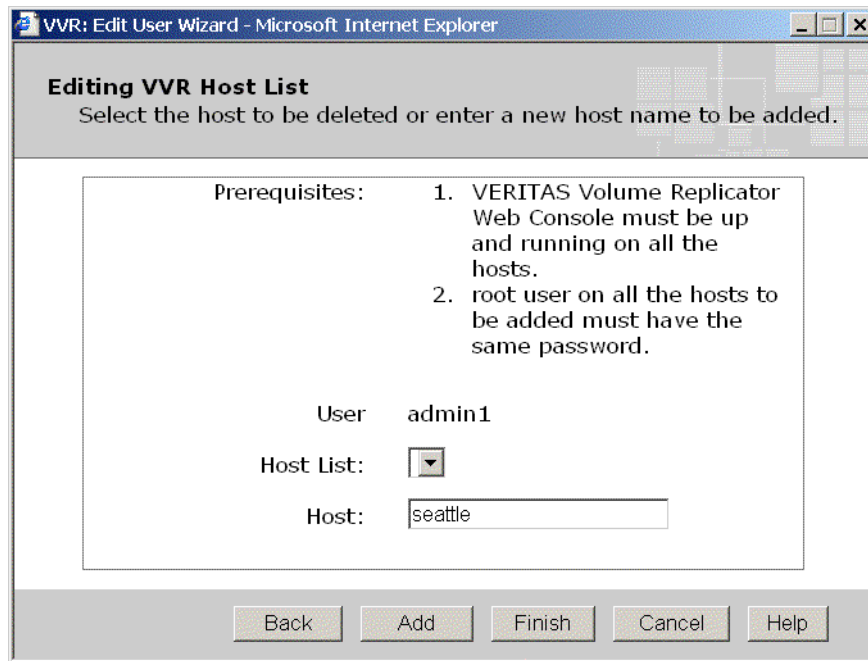 VVR: Edit User Wizard - Microsoft Internet Explorer
Editing VVR Host List
Select the host to be deleted or enter a new host name to be added.
Prerequisites:
1. VERITAS Volume Replicator
Web Console must be up
and running on all the
hosts.
2. root user on all the hosts to
be added must have the
same password.
User admin1
Host List:
Host: seattle
Back Add Finish Cancel Help